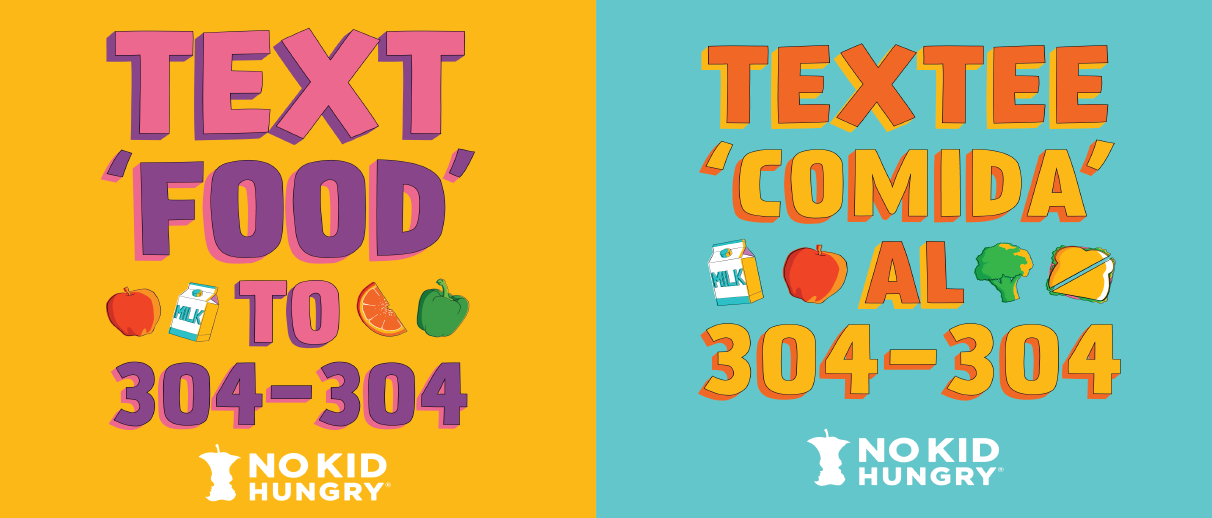 TEXT
‘FOOD’
MILK
TO
304-304
NO KID
HUNGRY®
TEXTEE
‘COMIDA’
MILK
AL
304-304
NO KID
HUNGRY®